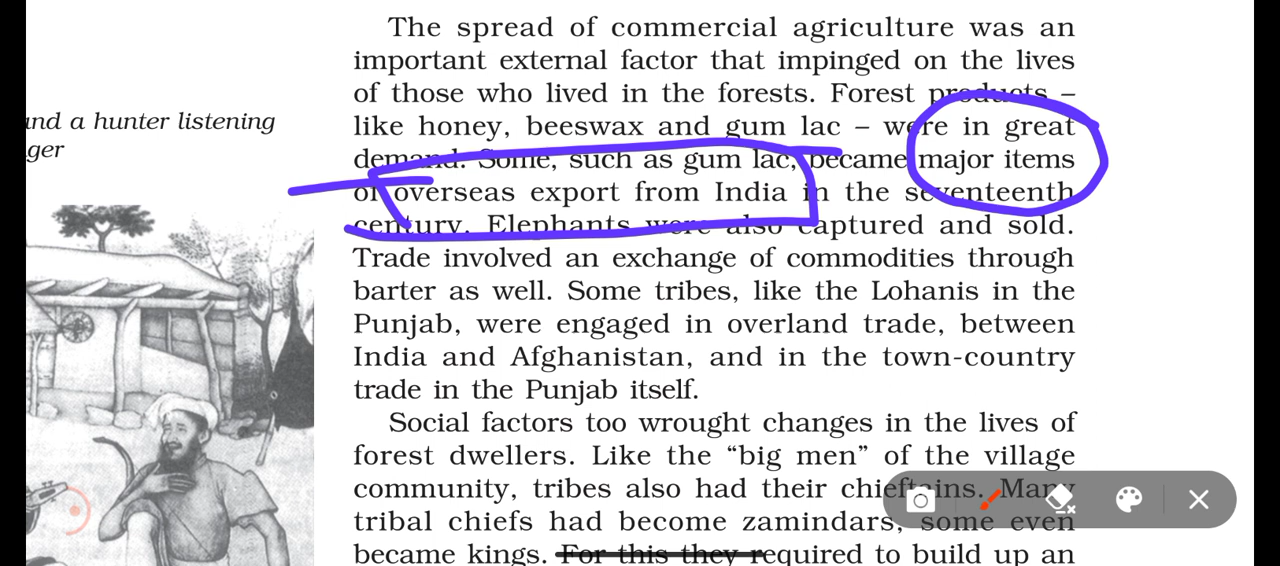 and a hunter listening
ger
The spread of commercial agriculture was an
important external factor that impinged on the lives
of those who lived in the forests. Forest products –
like honey, beeswax and gum lac – were in great
demand. Some, such as gum lac, became major items
of overseas export from India in the seventeenth
century. Elephants were also captured and sold.
Trade involved an exchange of commodities through
barter as well. Some tribes, like the Lohanis in the
Punjab, were engaged in overland trade, between
India and Afghanistan, and in the town-country
trade in the Punjab itself.
Social factors too wrought changes in the lives of
forest dwellers. Like the “big men” of the village
community, tribes also had their chieftains. Many
tribal chiefs had become zamindars, some even
became kings. For this they required to build up an